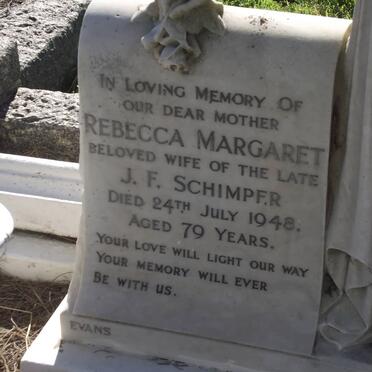 IN LOVING MEMORY OF
OUR DEAR MOTHER
REBECCA MARGARET
BELOVED WIFE OF THE LATE
J. F. SCHIMPFR
DIED 24TH JULY 1948.
AGED 79 YEARS.
YOUR LOVE WILL LIGHT OUR WAY
YOUR MEMORY WILL EVER
BE WITH US.
EVANS